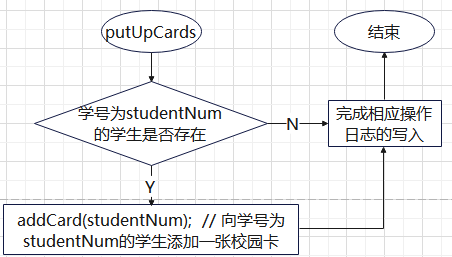 putUpCards
结束
学号为studentNum
的学生是否存在
N
完成相应操作
日志的写入
Y
addCard(studentNum);  // 向学号为
studentNum的学生添加一张校园卡